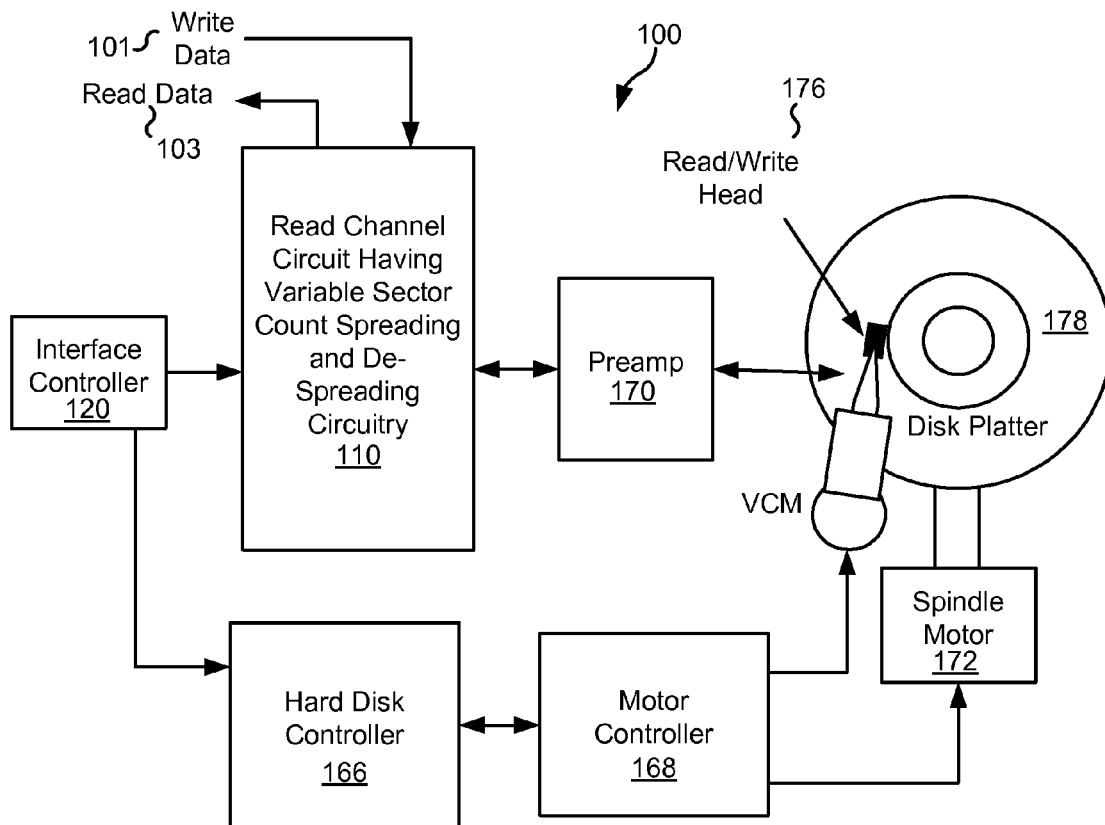 101
Write
Data
Read Data
103
100
176
Read/Write
Head
Read Channel
Circuit Having
Variable Sector
Count Spreading
and De-
Spreading
Circuitry
110
Interface
Controller
120
Preamp
170
178
Disk Platter
VCM
Spindle
Motor
172
Hard Disk
Controller
166
Motor
Controller
168